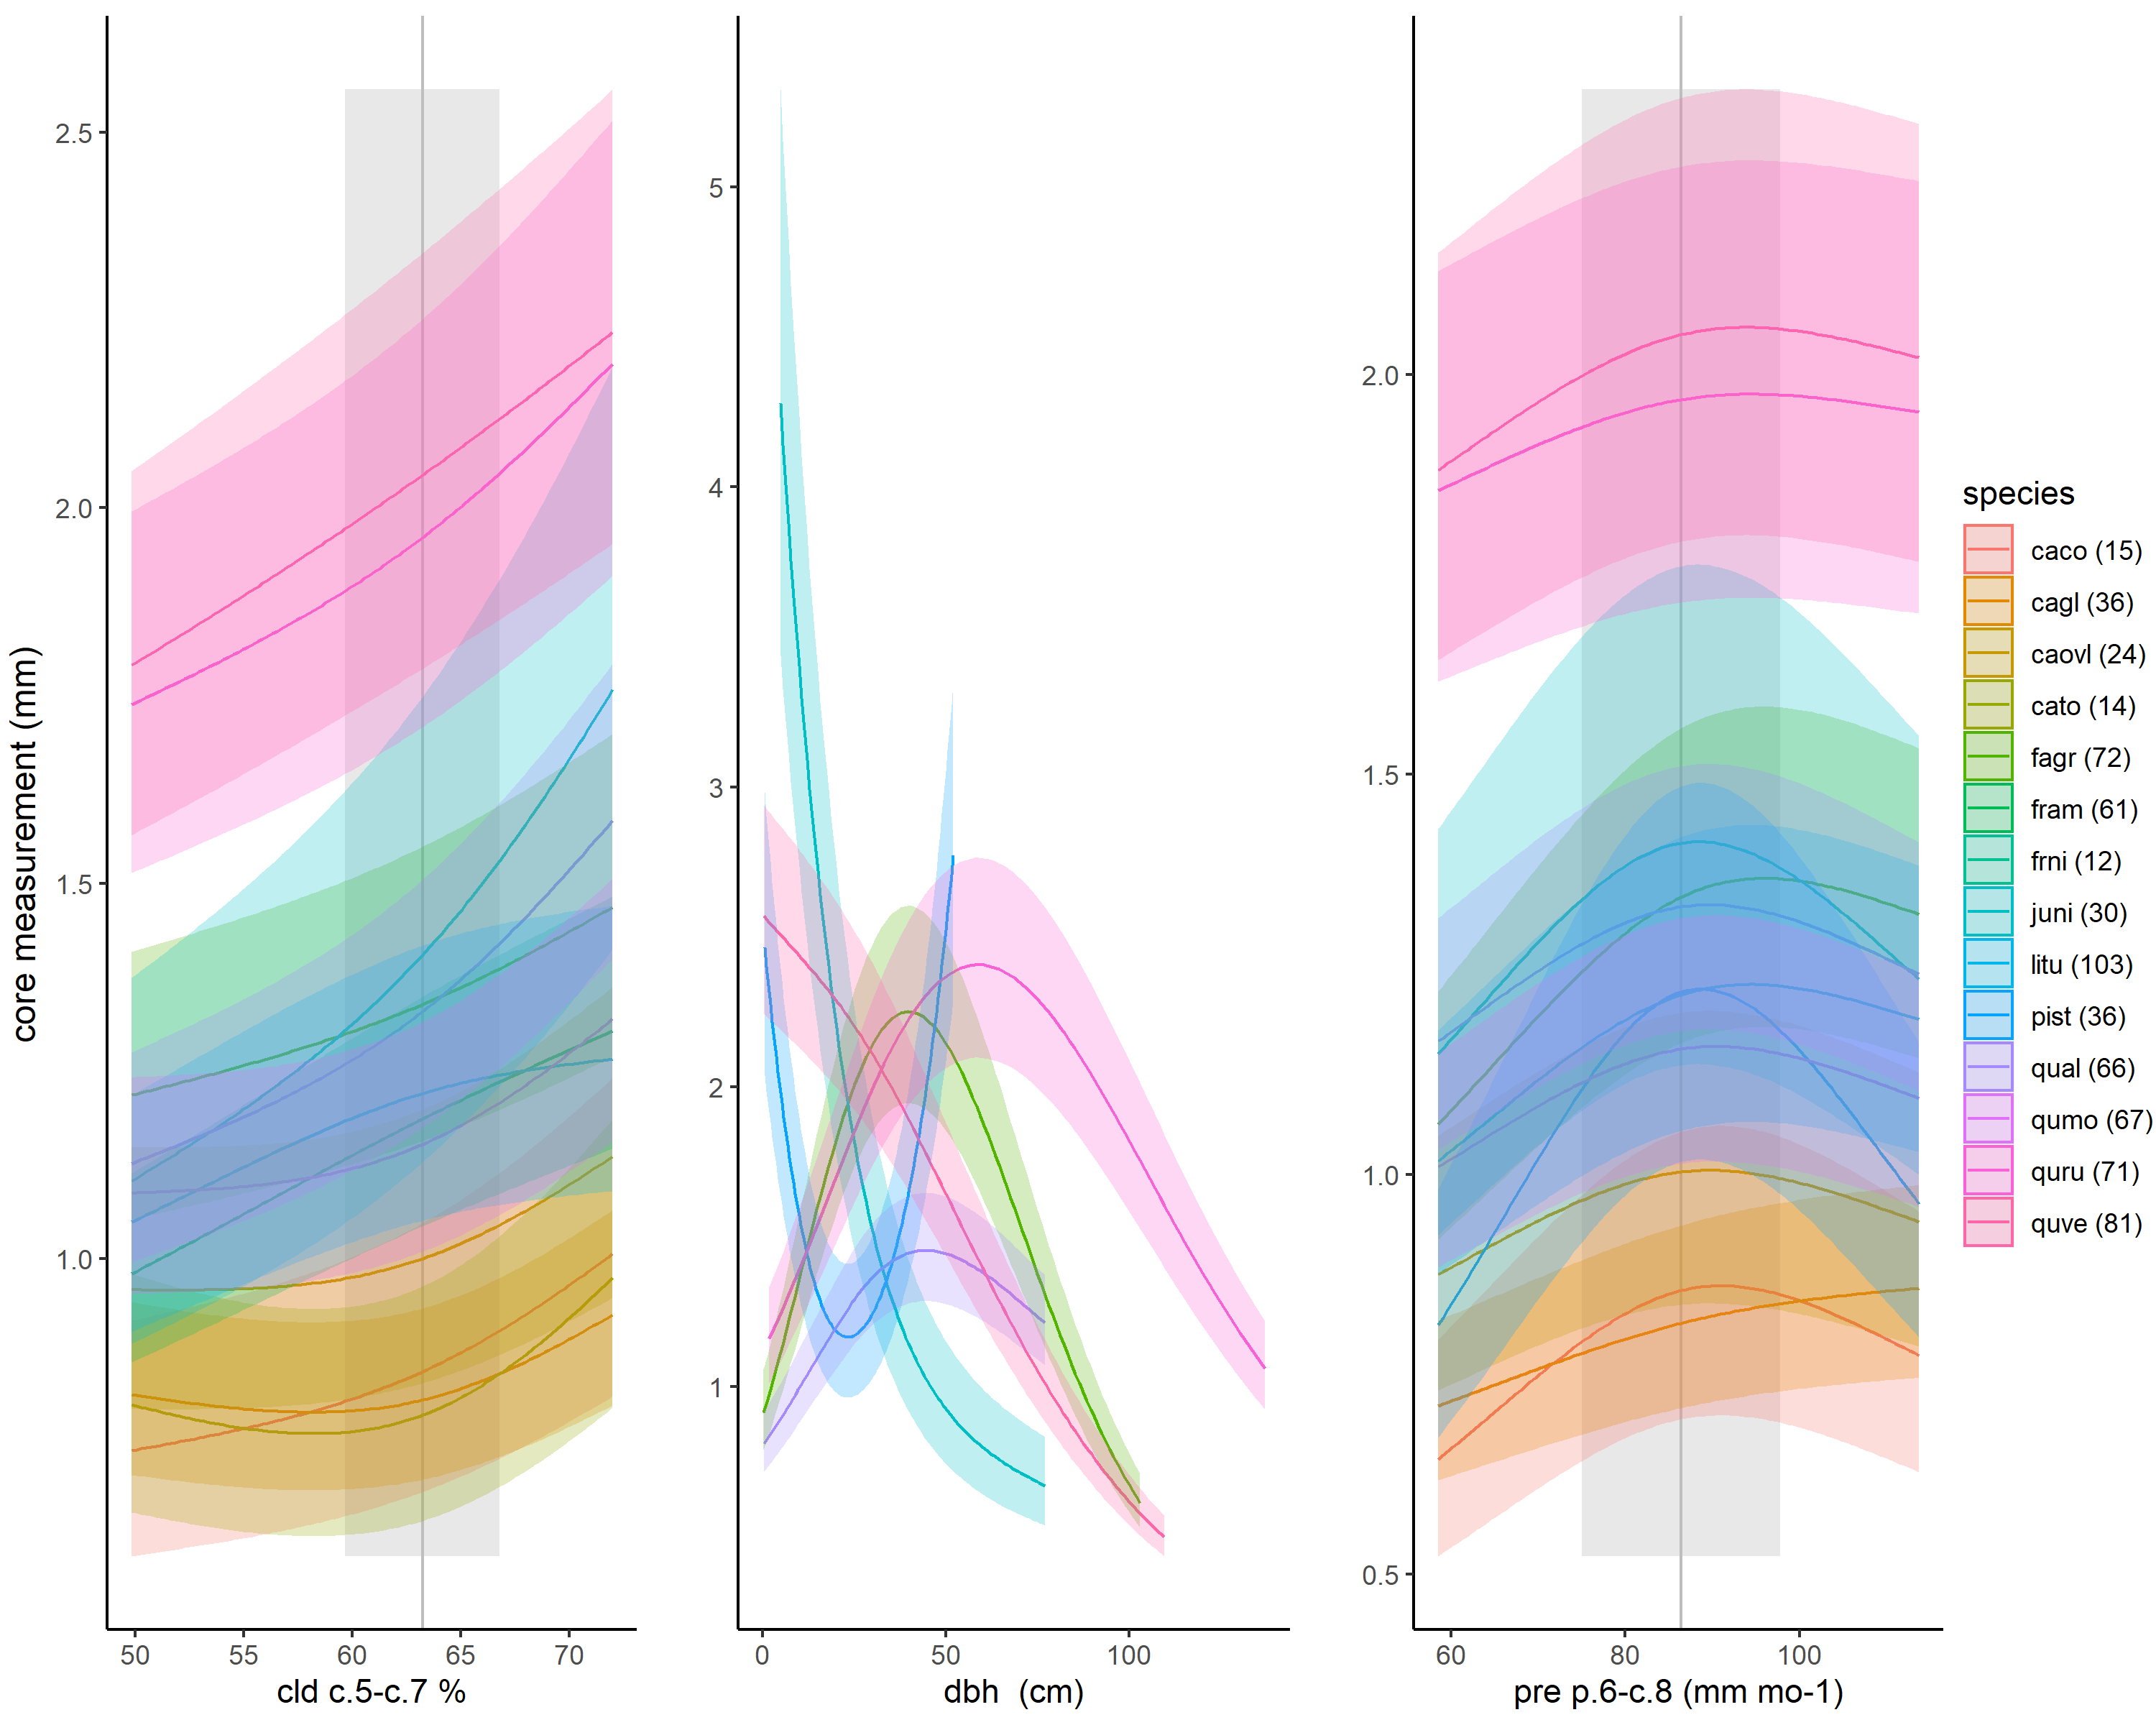 core measurement (mm)
2.5
2.0
1.5
1.0
50 55 60 65 70
cld c.5-c.7 %
5
4
3
2
1
0 50 100
dbh (cm)
2.0
1.5
1.0
0.5
60 80 100
pre p.6-c.8 (mm mo-1)
species
caco (15)
cagl (36)
caovl (24)
cato (14)
fagr (72)
fram (61)
frni (12)
juni (30)
litu (103)
pist (36)
qual (66)
qumo (67)
quru (71)
quve (81)